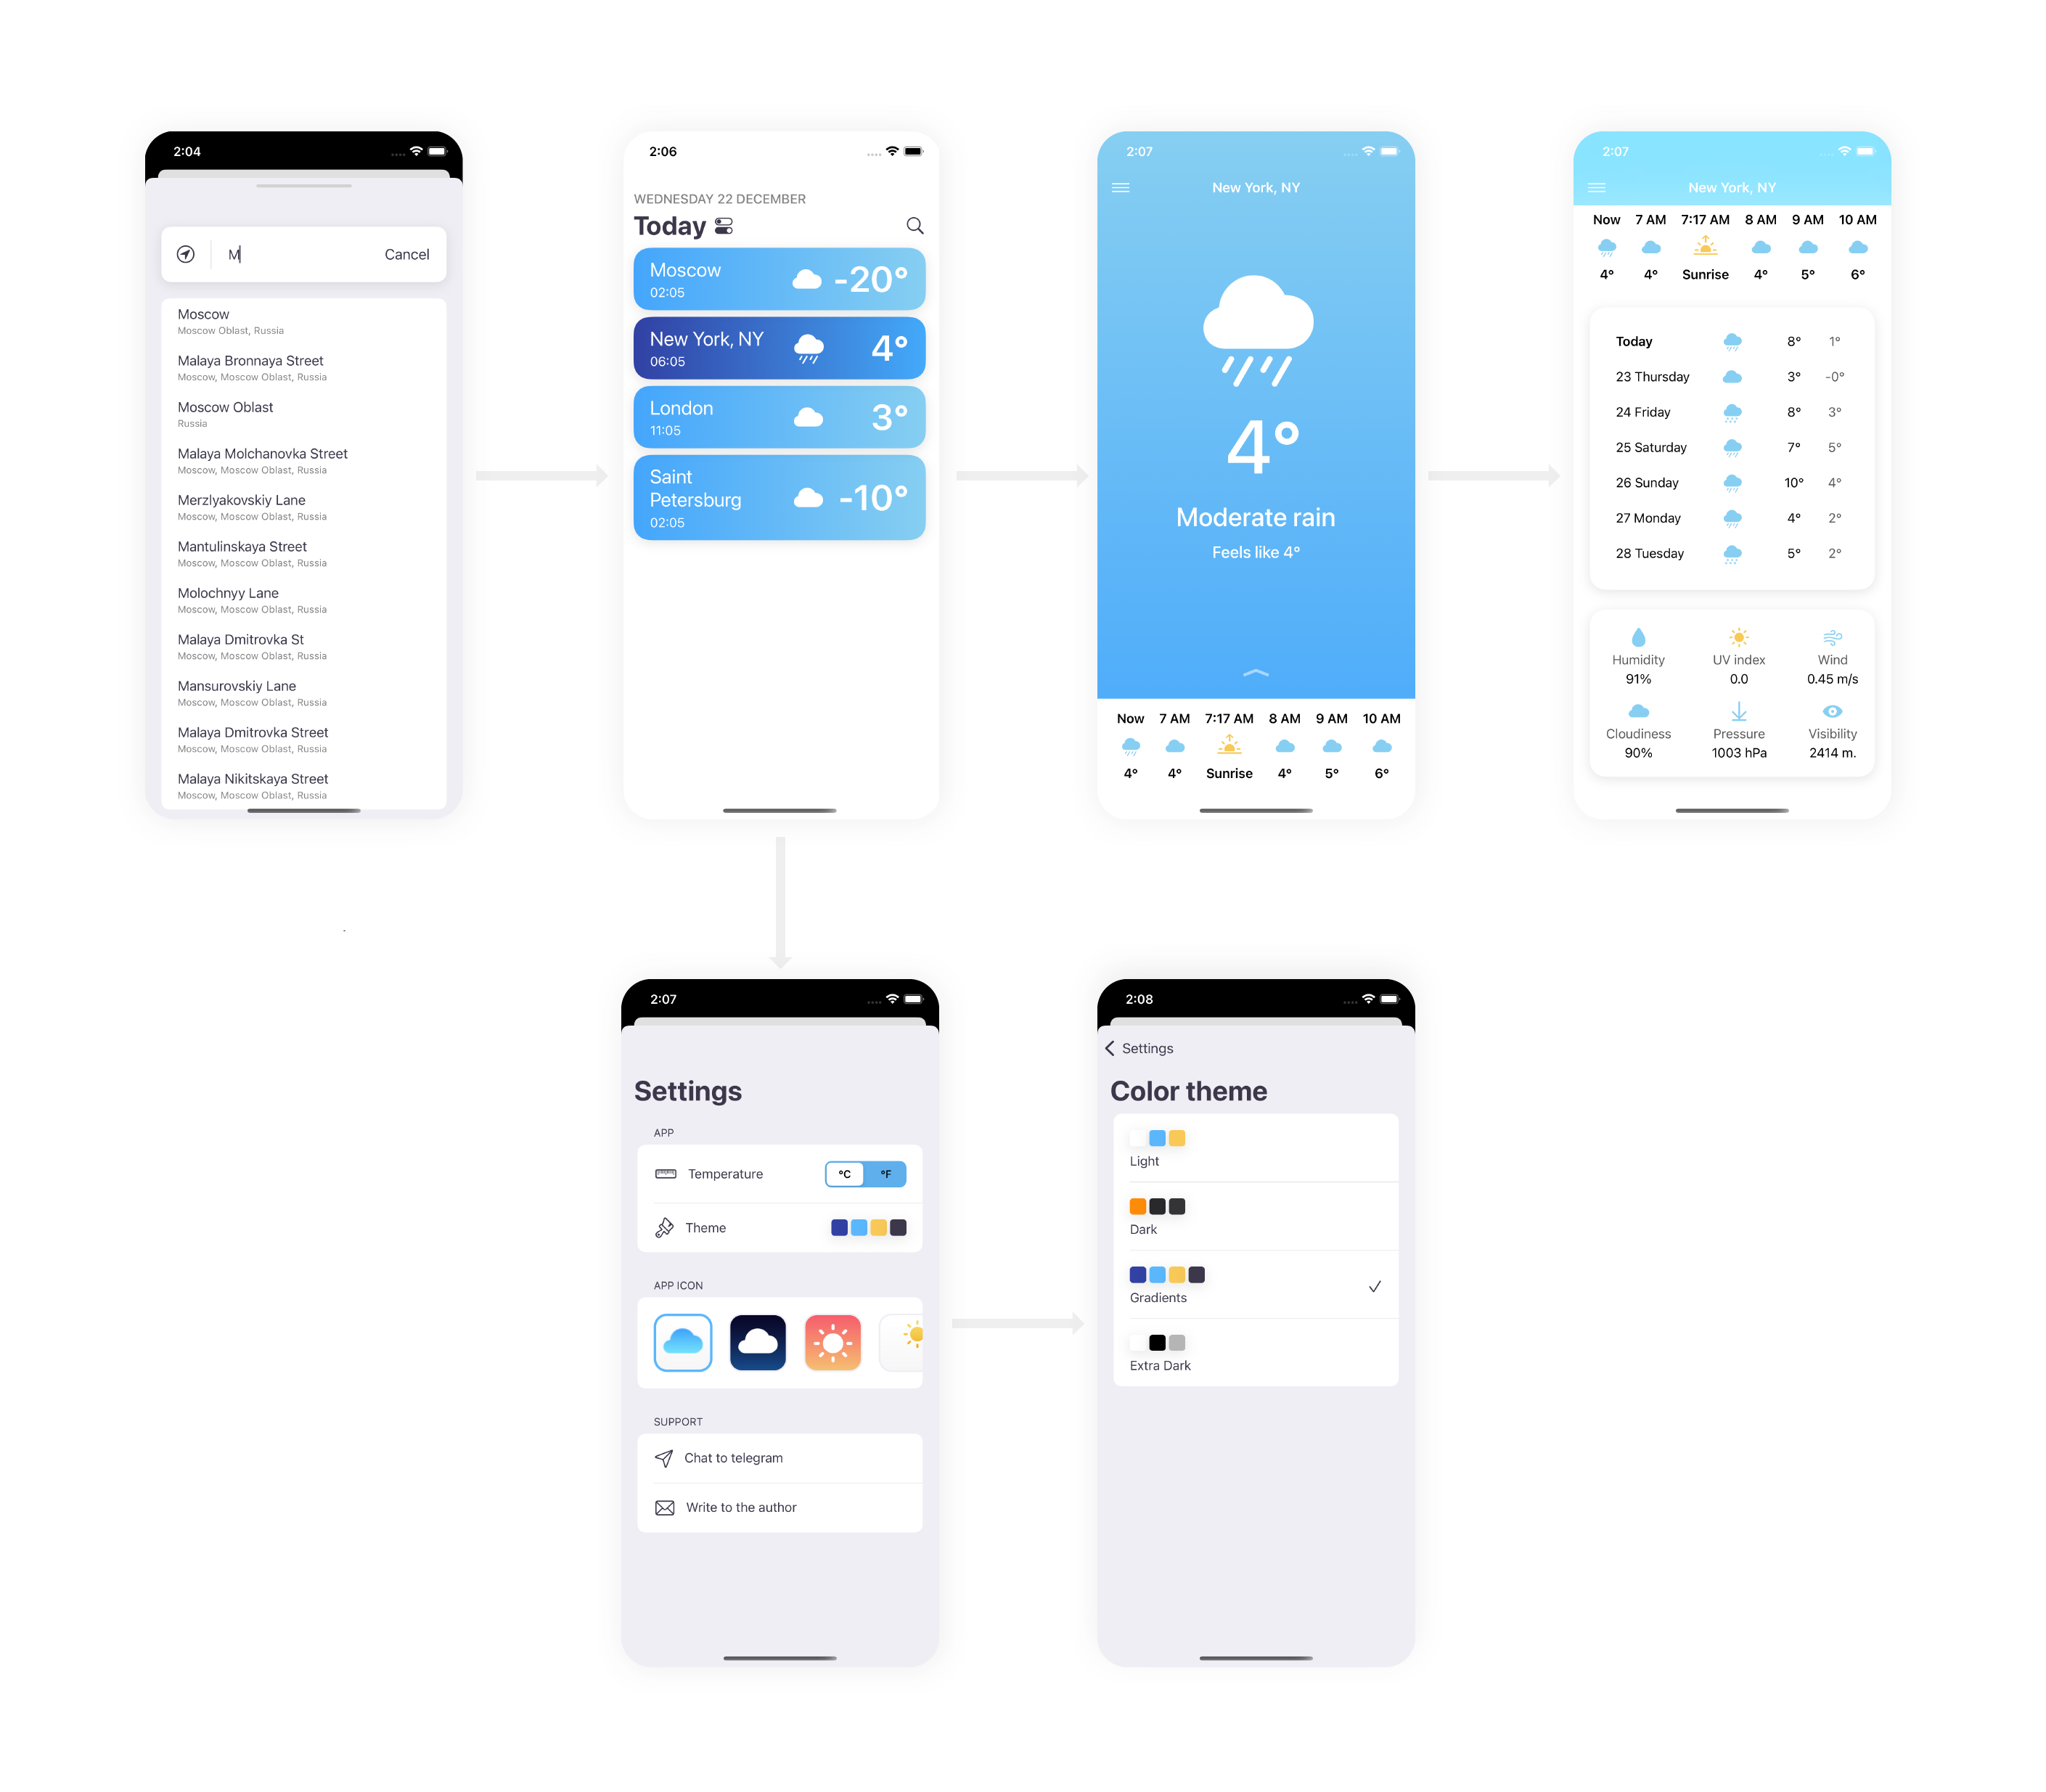 2:04
M
Cancel
Moscow
Moscow Oblast, Russia
Malaya Bronnaya Street
Moscow, Moscow Oblast, Russia
Moscow Oblast
Russia
Malaya Molchanovka Street
Moscow, Moscow Oblast, Russia
Merzlyakovskiy Lane
Moscow, Moscow Oblast, Russia
Mantulinskaya Street
Moscow, Moscow Oblast, Russia
Molochnyy Lane
Moscow, Moscow Oblast, Russia
Malaya Dmitrovka St
Moscow, Moscow Oblast, Russia
Mansurovskiy Lane
Moscow, Moscow Oblast, Russia
Malaya Dmitrovka Street
Moscow, Moscow Oblast, Russia
Malaya Nikitskaya Street
Moscow, Moscow Oblast, Russia
2:06
WEDNESDAY 22 DECEMBER
Today
Moscow
02:05
-20°
New York, NY
06:05
4°
London
11:05
3°
Saint
Petersburg
02:05
-10°
2:07
New York, NY
4°
Moderate rain
Feels like 4°
Now 7 AM 7:17 AM 8 AM 9 AM 10 AM
4° 4° Sunrise 4° 5° 6°
2:07
New York, NY
Now 7 AM 7:17 AM 8 AM 9 AM 10 AM
4° 4° Sunrise 4° 5° 6°
Today 8° 1°
23 Thursday 3° -0°
24 Friday 8° 3°
25 Saturday 7° 5°
26 Sunday 10° 4°
27 Monday 4° 2°
28 Tuesday 5° 2°
Humidity UV index Wind
91% 0.0 0.45 m/s
Cloudiness Pressure Visibility
90% 1003 hPa 2414 m.
2:07
Settings
APP
Temperature °C °F
Theme
APP ICON
SUPPORT
Chat to telegram
Write to the author
2:08
Settings
Color theme
Light
Dark
Gradients
Extra Dark